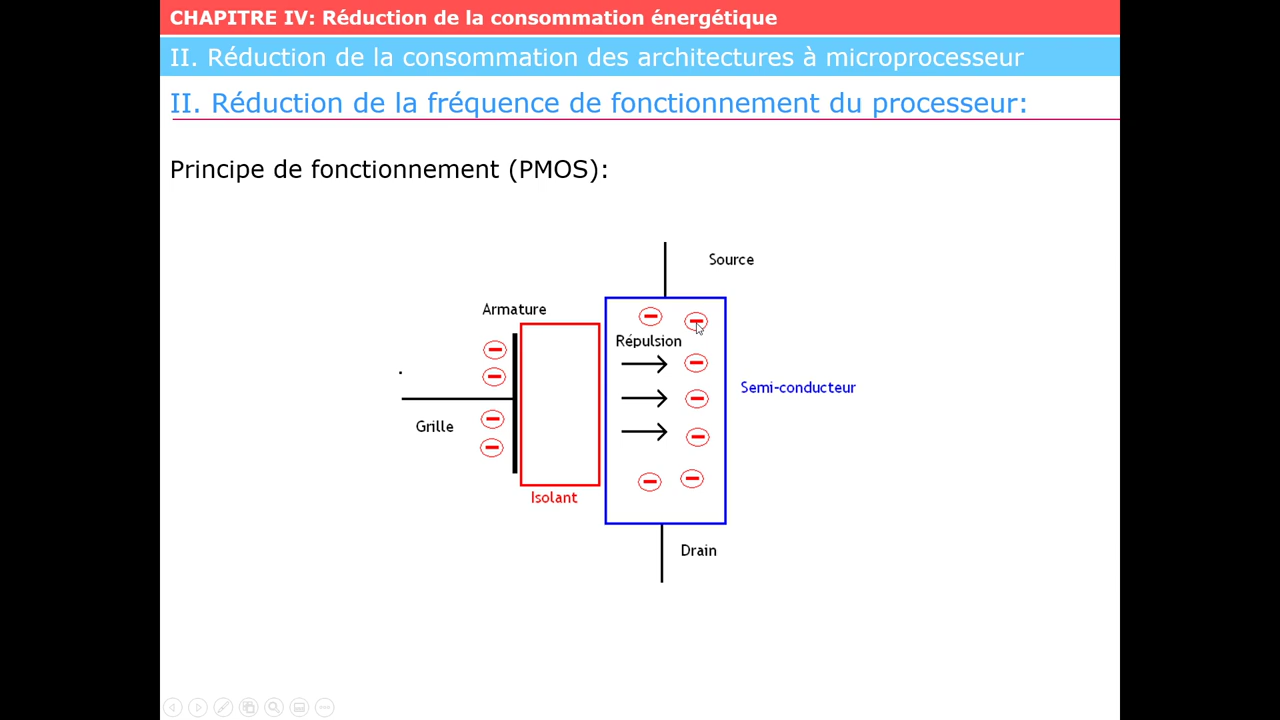 CHAPITRE IV: Réduction de la consommation énergétique
II. Réduction de la consommation des architectures à microprocesseur
II. Réduction de la fréquence de fonctionnement du processeur:
Principe de fonctionnement (PMOS):
Source
Armature
Répulsion
Semi-conducteur
Grille
Isolant
Drain